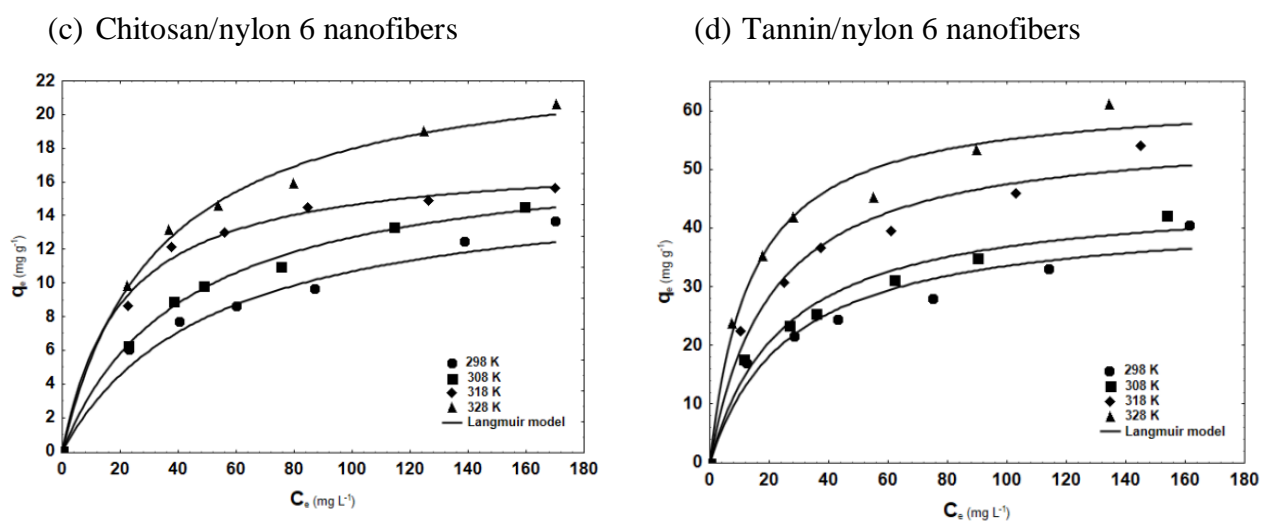 (c) Chitosan/nylon 6 nanofibers
22
20
18
16
14
12
10
8
6
4
2
0
qe (mg g-1)
298 K
308 K
318 K
328 K
Langmuir model
0 20 40 60 80 100 120 140 160 180
Ce (mg L-1)
(d) Tannin/nylon 6 nanofibers
60
50
40
30
20
10
0
qe (mg g-1)
298 K
308 K
318 K
328 K
Langmuir model
0 20 40 60 80 100 120 140 160 180
Ce (mg L-1)